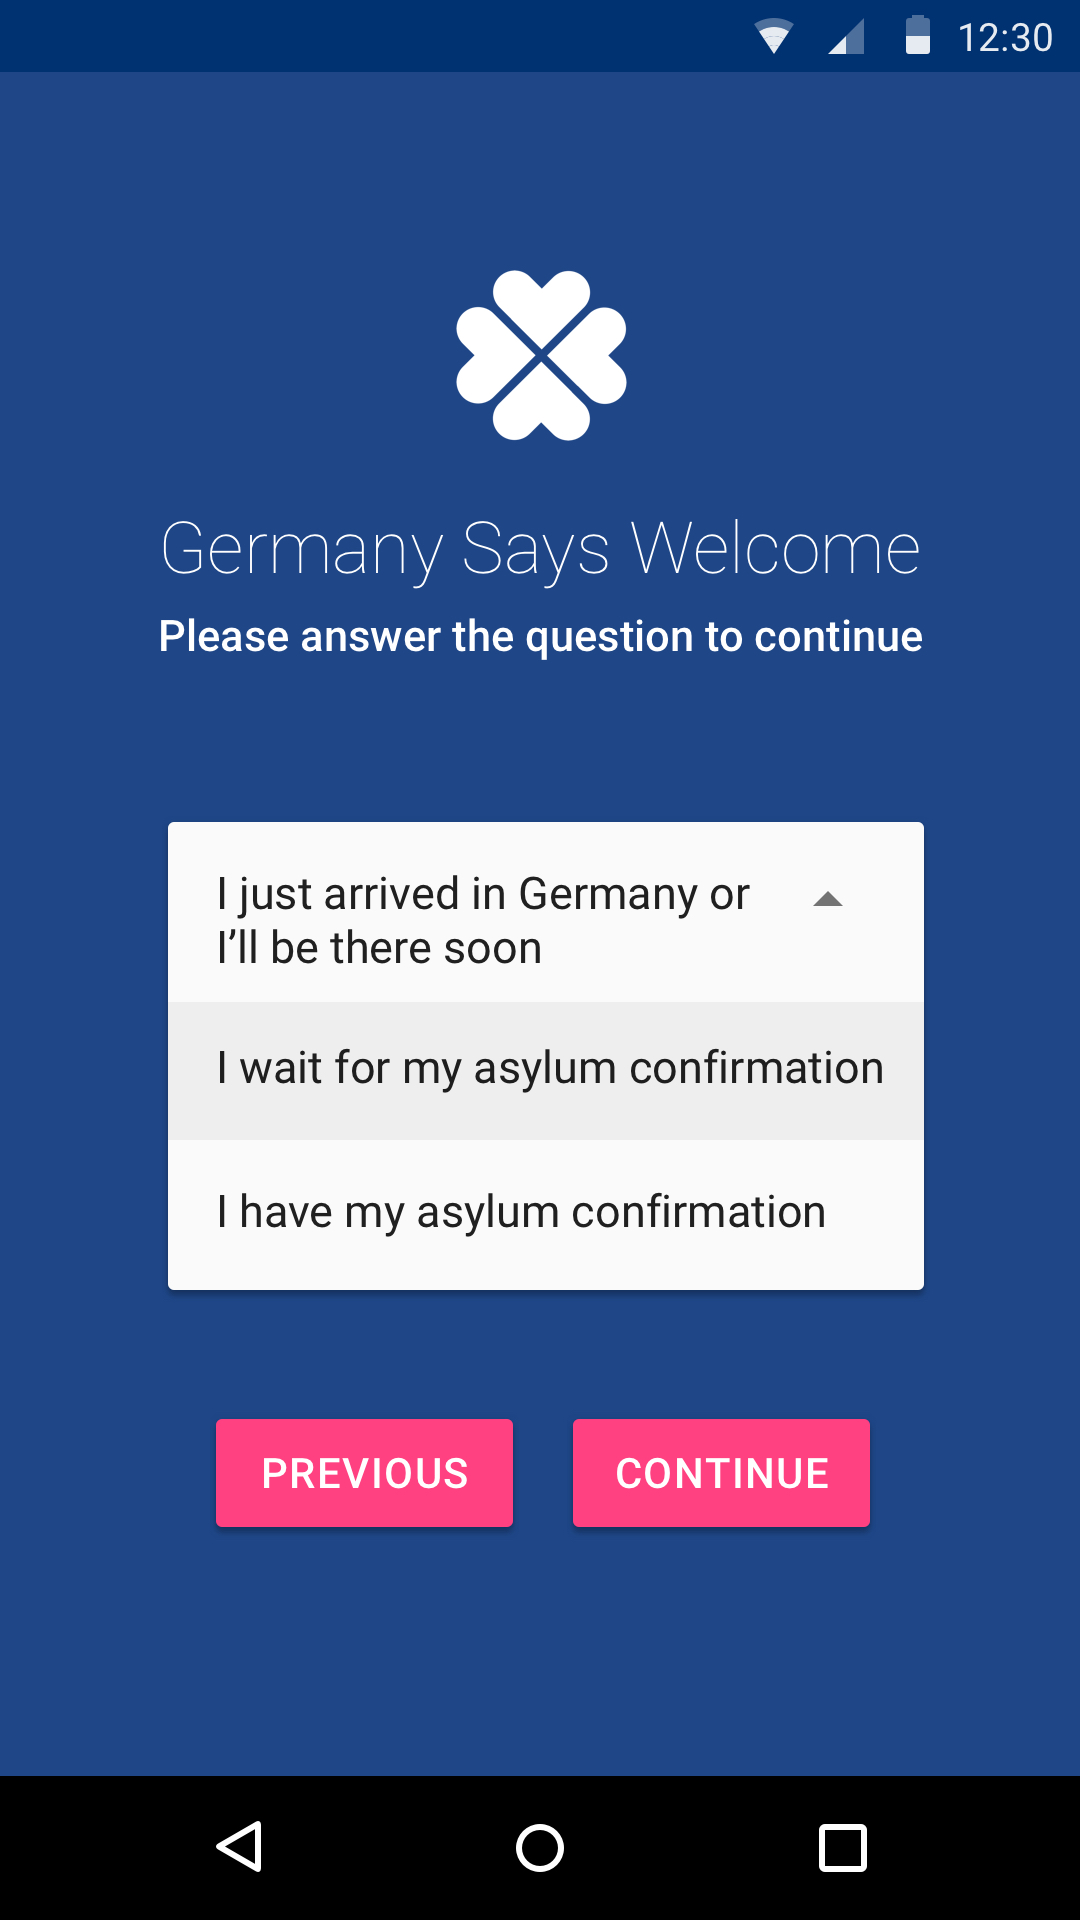 12:30
Germany Says Welcome
Please answer the question to continue
I just arrived in Germany or
I’ll be there soon
I wait for my asylum confirmation
I have my asylum confirmation
PREVIOUS
CONTINUE